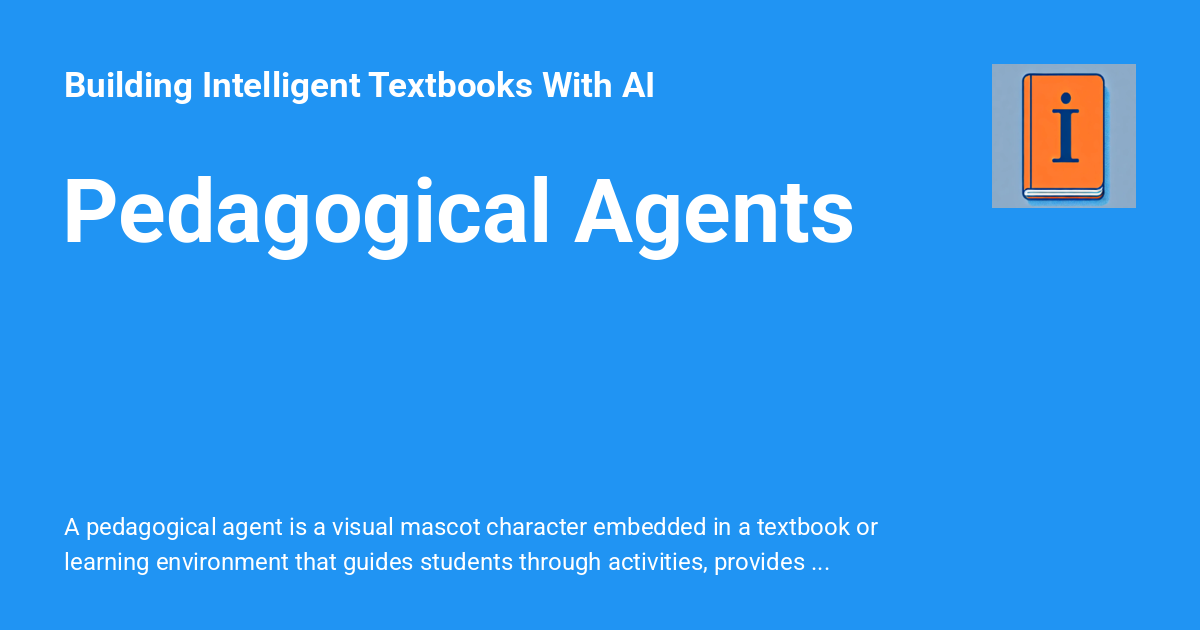 Building Intelligent Textbooks With AI
i
Pedagogical Agents
A pedagogical agent is a visual mascot character embedded in a textbook or
learning environment that guides students through activities, provides ...